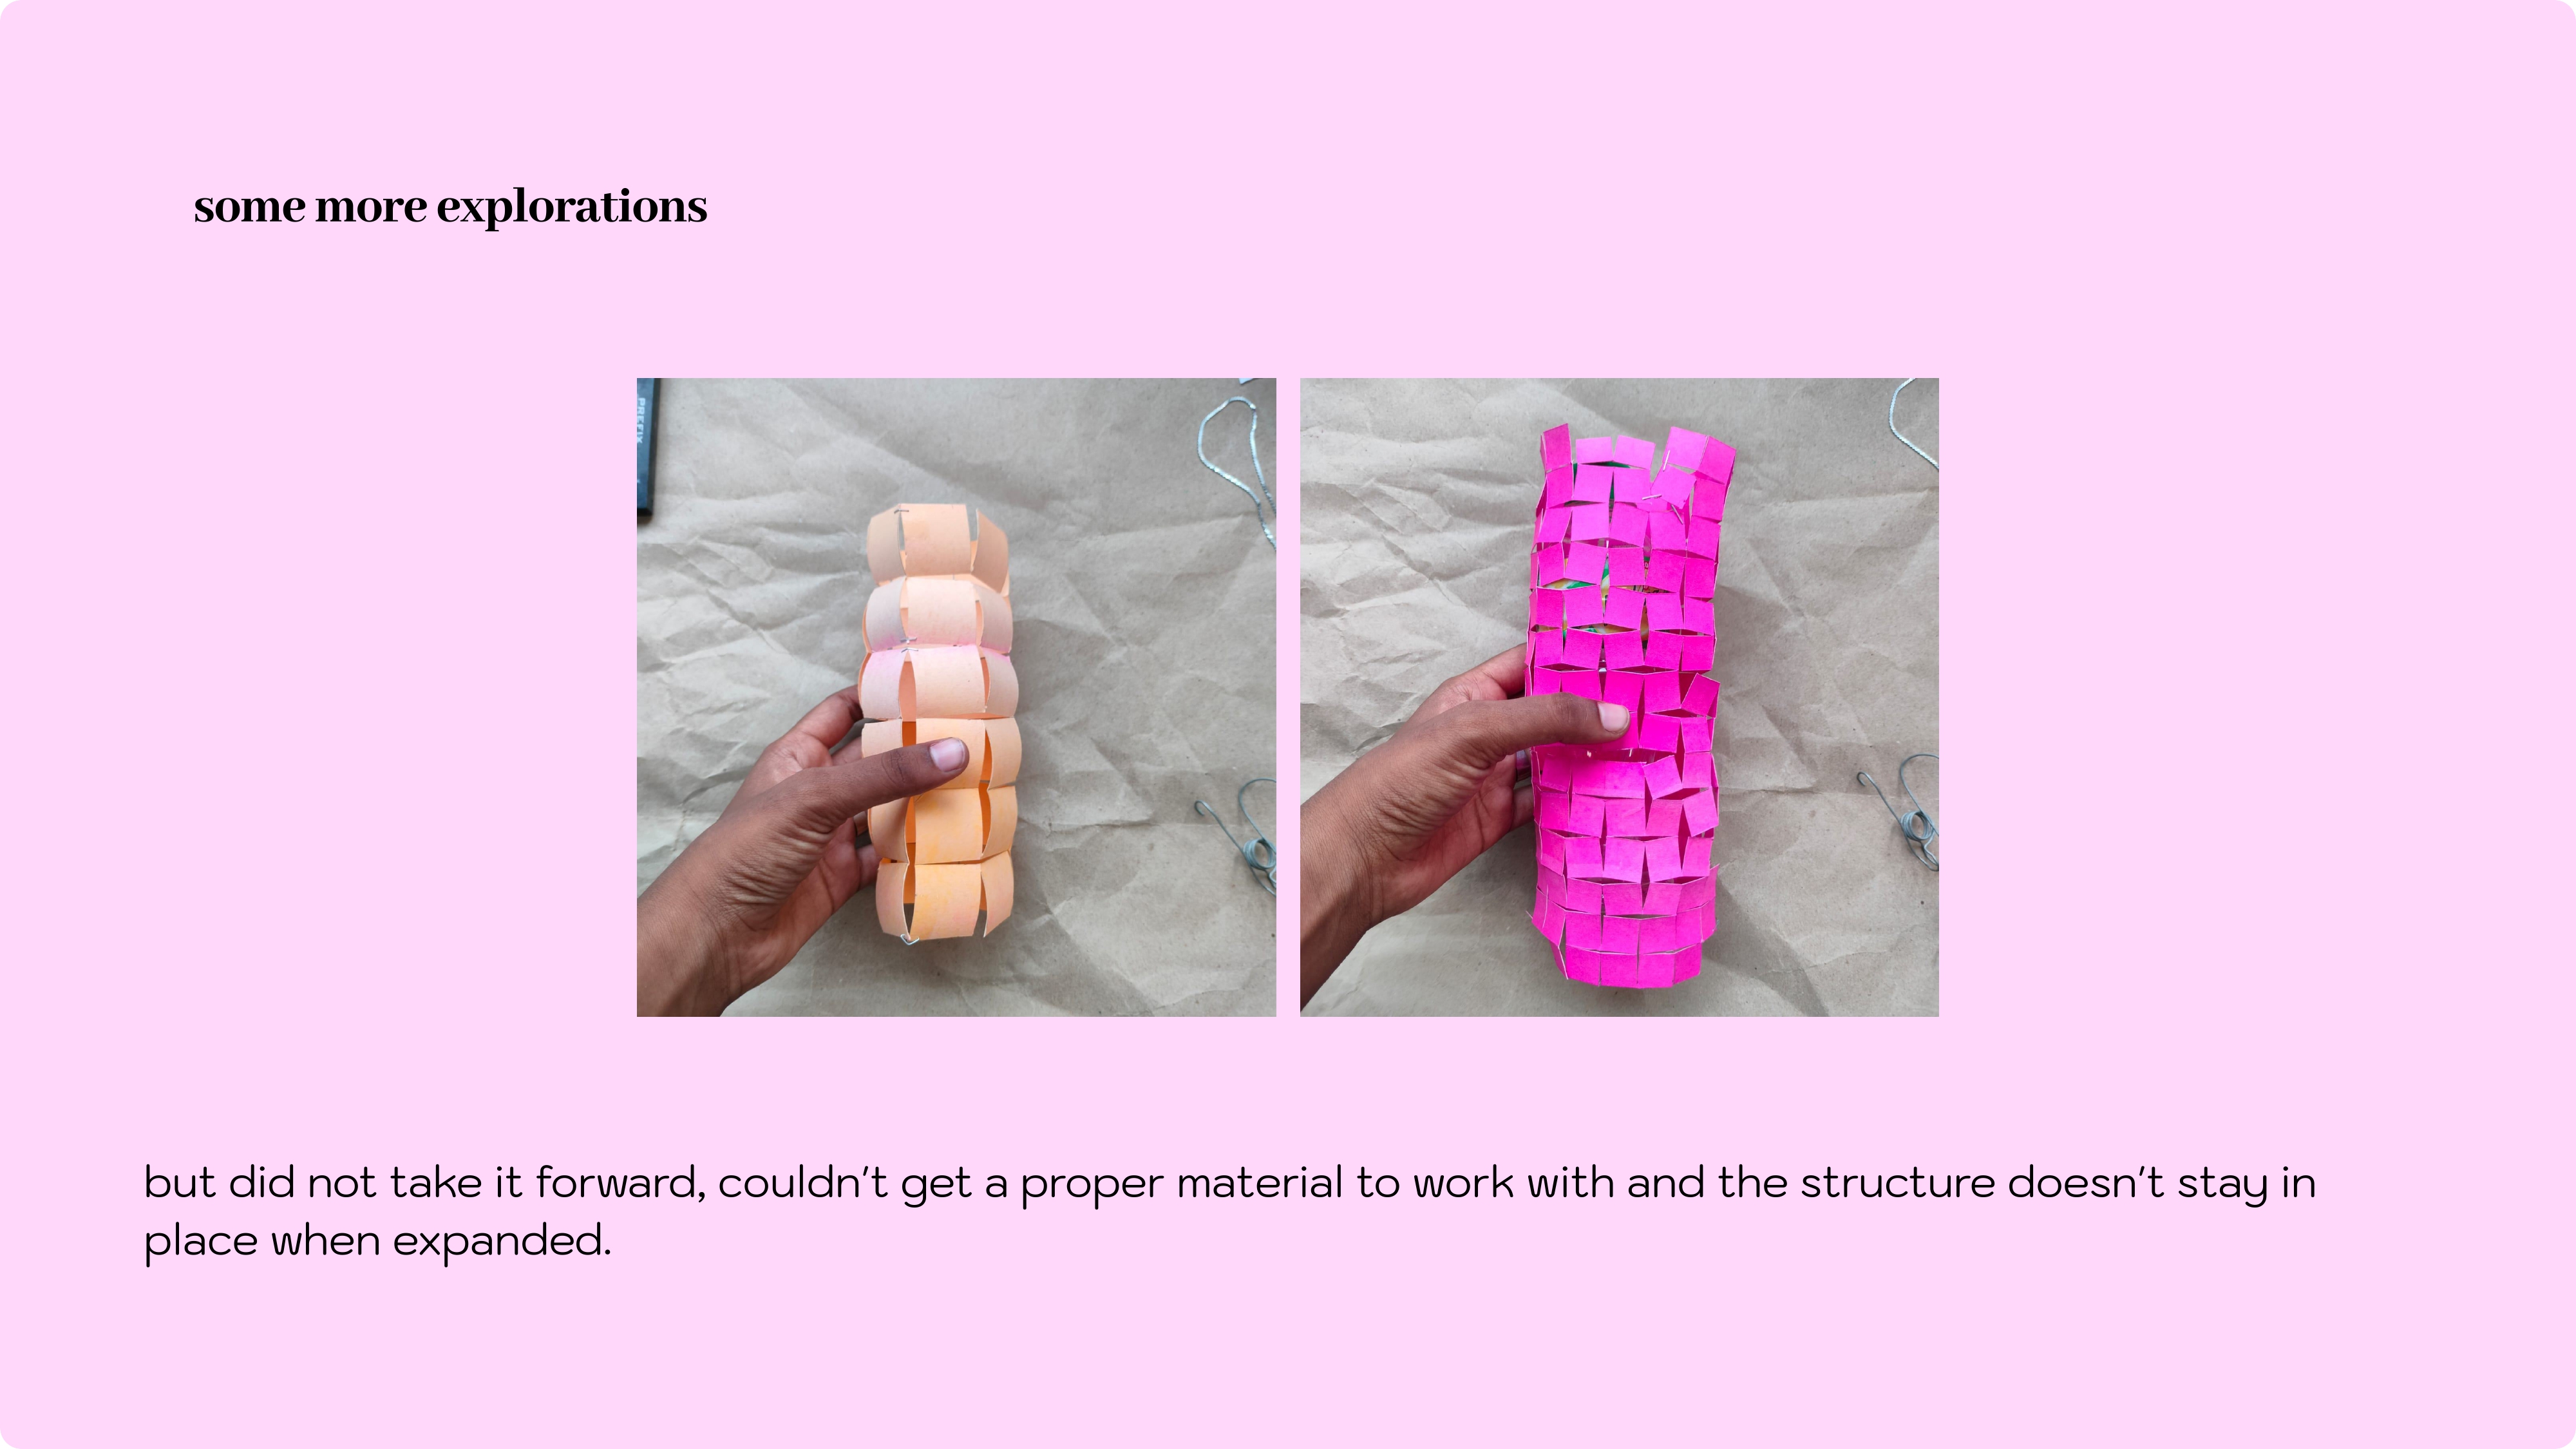 some more explorations
PREFIX
but did not take it forward, couldn't get a proper material to work with and the structure doesn't stay in
place when expanded.